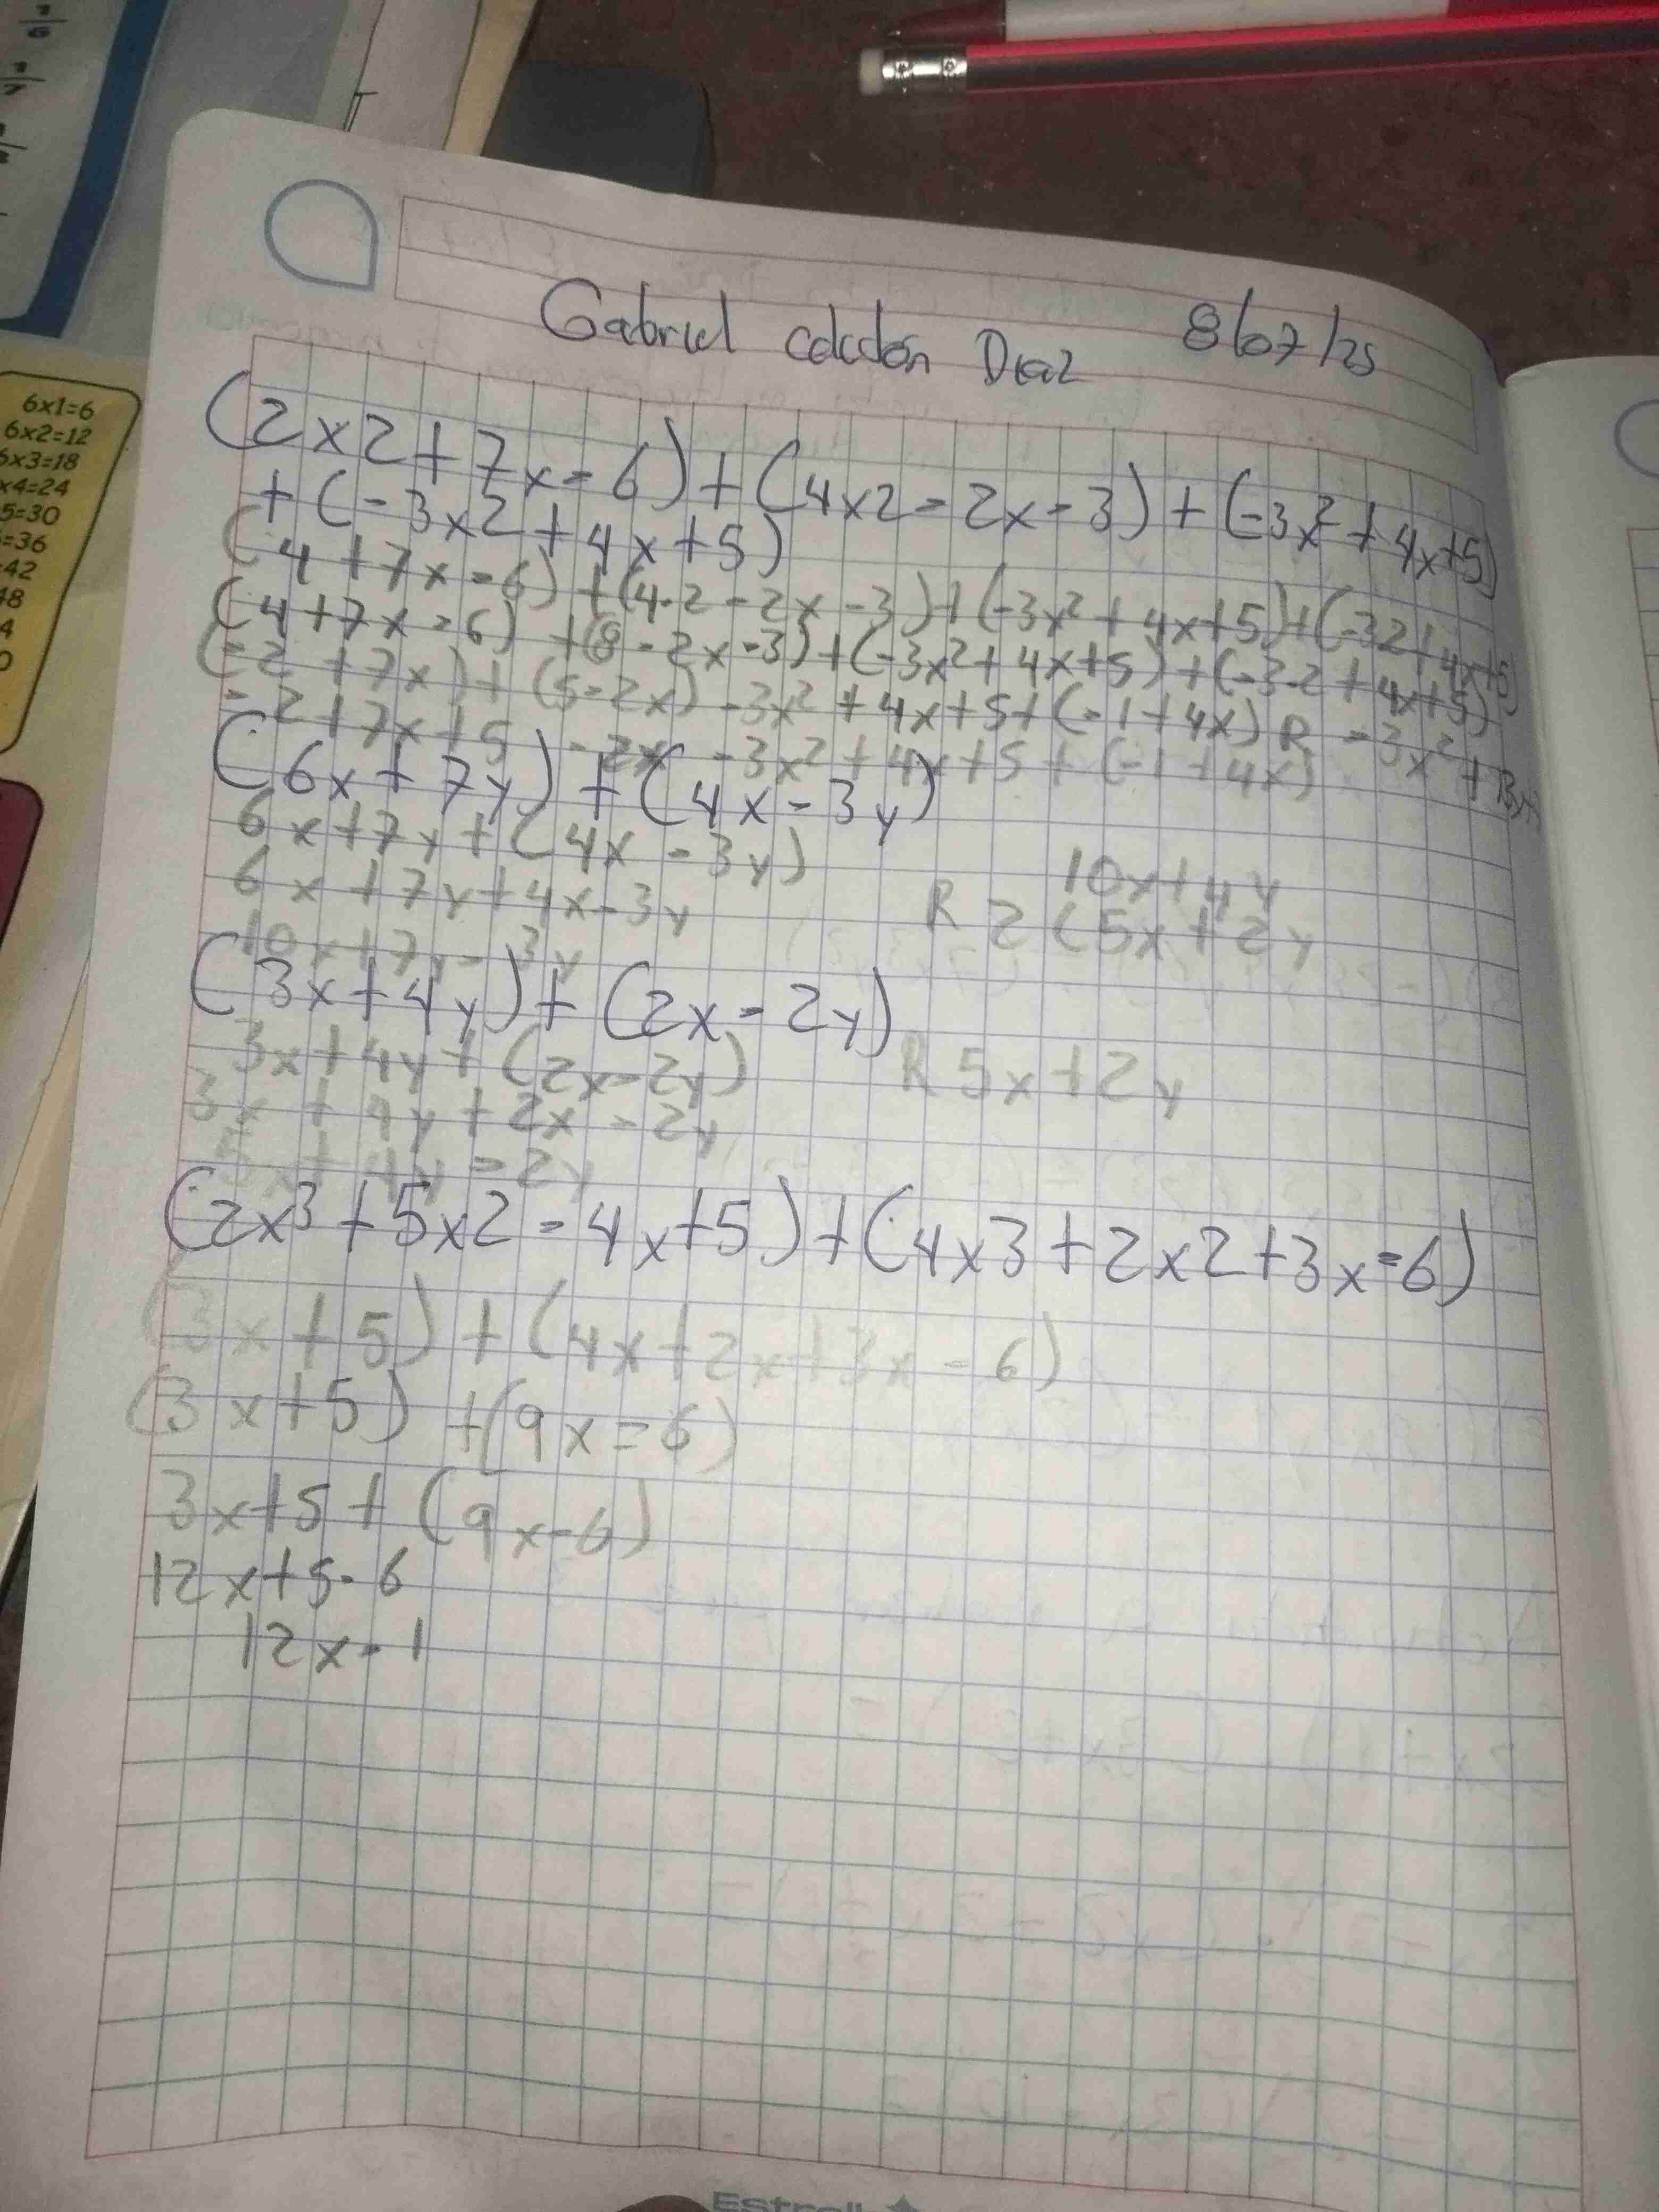 Gabriel Díaz 8/07/25
(2x2+7x-6)+(4x2-2x-3)+(-3x²+4x+5)
+(-3x2+4x+5)
(4+7x-6)+(4·2-2x-3)+(-3x²+4x+5)+(-32+4x+5)
(4+7x-6)+(8-2x-3)+(-3x²+4x+5)+(-3-2+4x+5)
(-2+7x)+(5-2x)-3x²+4x+5+(-1+4x) R -3x²+
-2+7x+5-2x-3x²+4x+5+(-1+4x)
(6x+7y)+(4x-3y)
6x+7y+(4x-3y)
6x+7y+4x-3y
10x+7y-3y
10x+4y
R 2(5x+2y
(3x+4y)+(2x-2y)
3x+4y+(2x-2y)
R 5x+2y
3x+4y+2x-2y
5x+4y-2y
(2x³+5x2-4x+5)+(4x3+2x2+3x-6)
(3x+5)+(4x+2x+3x-6)
(3x+5)+(9x=6)
3x+5+(9x-6)
12x+5-6
12x-1
1/6
1/7
6x1=6
6x2=12
6x3=18
x4=24
5=30
=36
=42
48